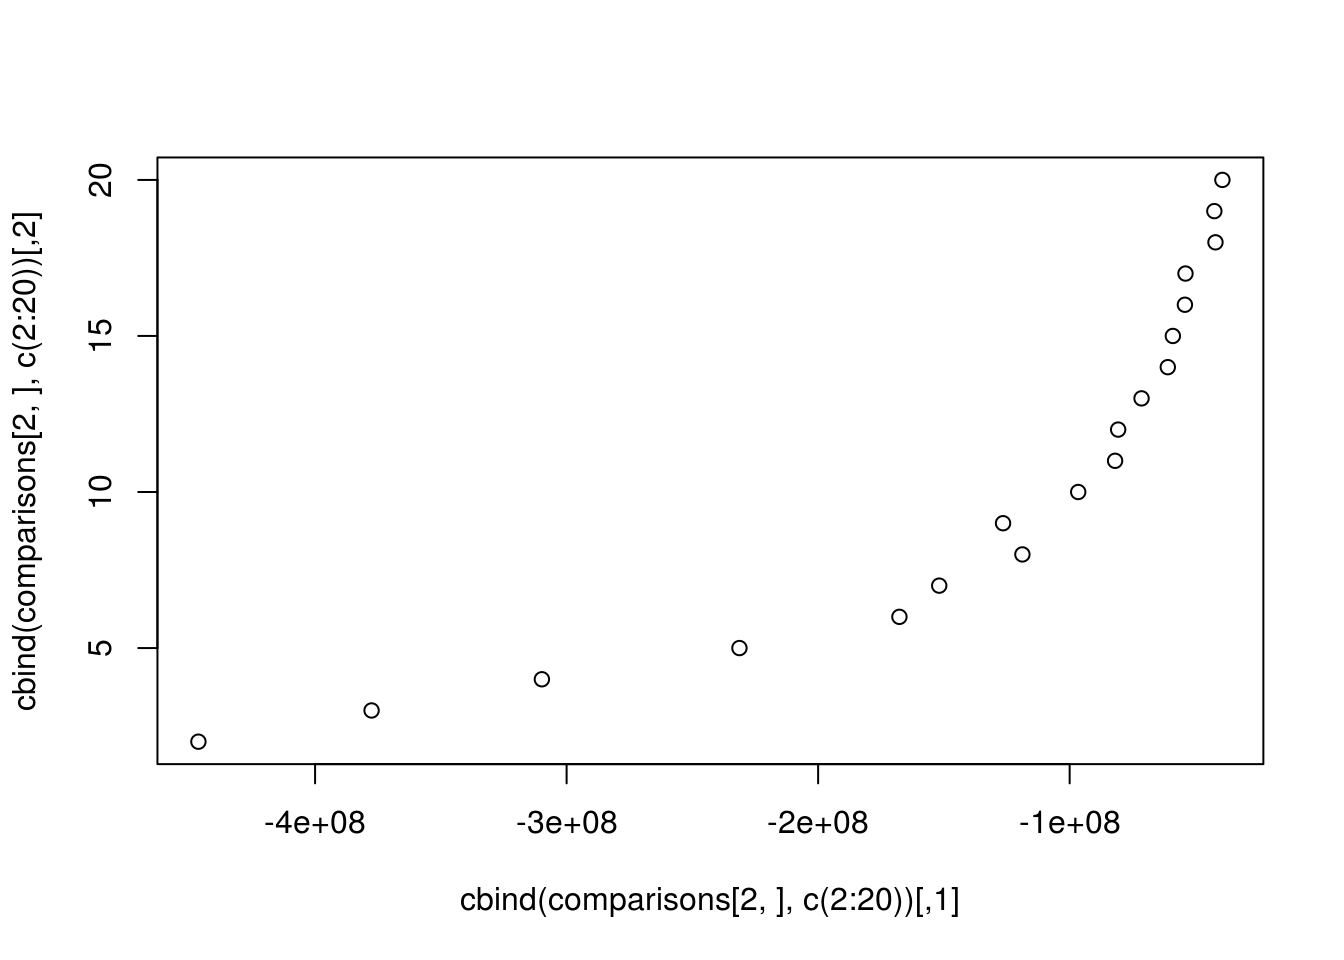 cbind(comparisons[2, ], c(2:20))[,2]
20
15
10
5
-4e+08 -3e+08 -2e+08 -1e+08
cbind(comparisons[2, ], c(2:20))[,1]